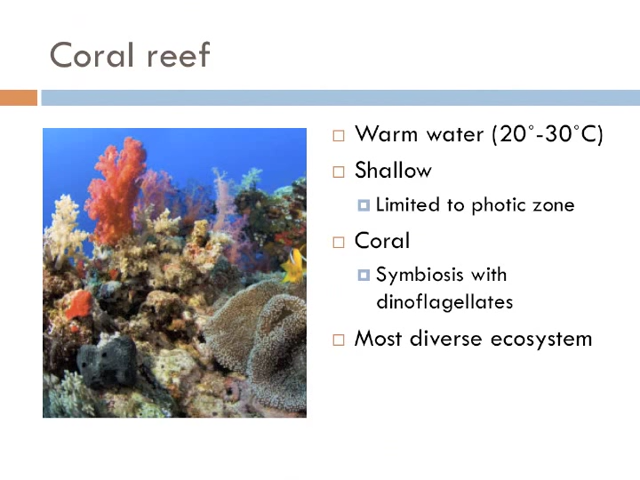 Coral reef
Warm water (20°-30°C)
Shallow
Limited to photic zone
Coral
Symbiosis with
dinoflagellates
Most diverse ecosystem